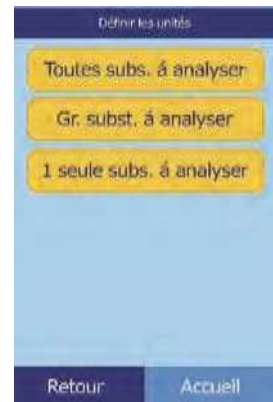 Définir les unités
Toutes subs. á analyser
Gr. subst. á analyser
1 seule subs. á analyser
Retour
Accueil